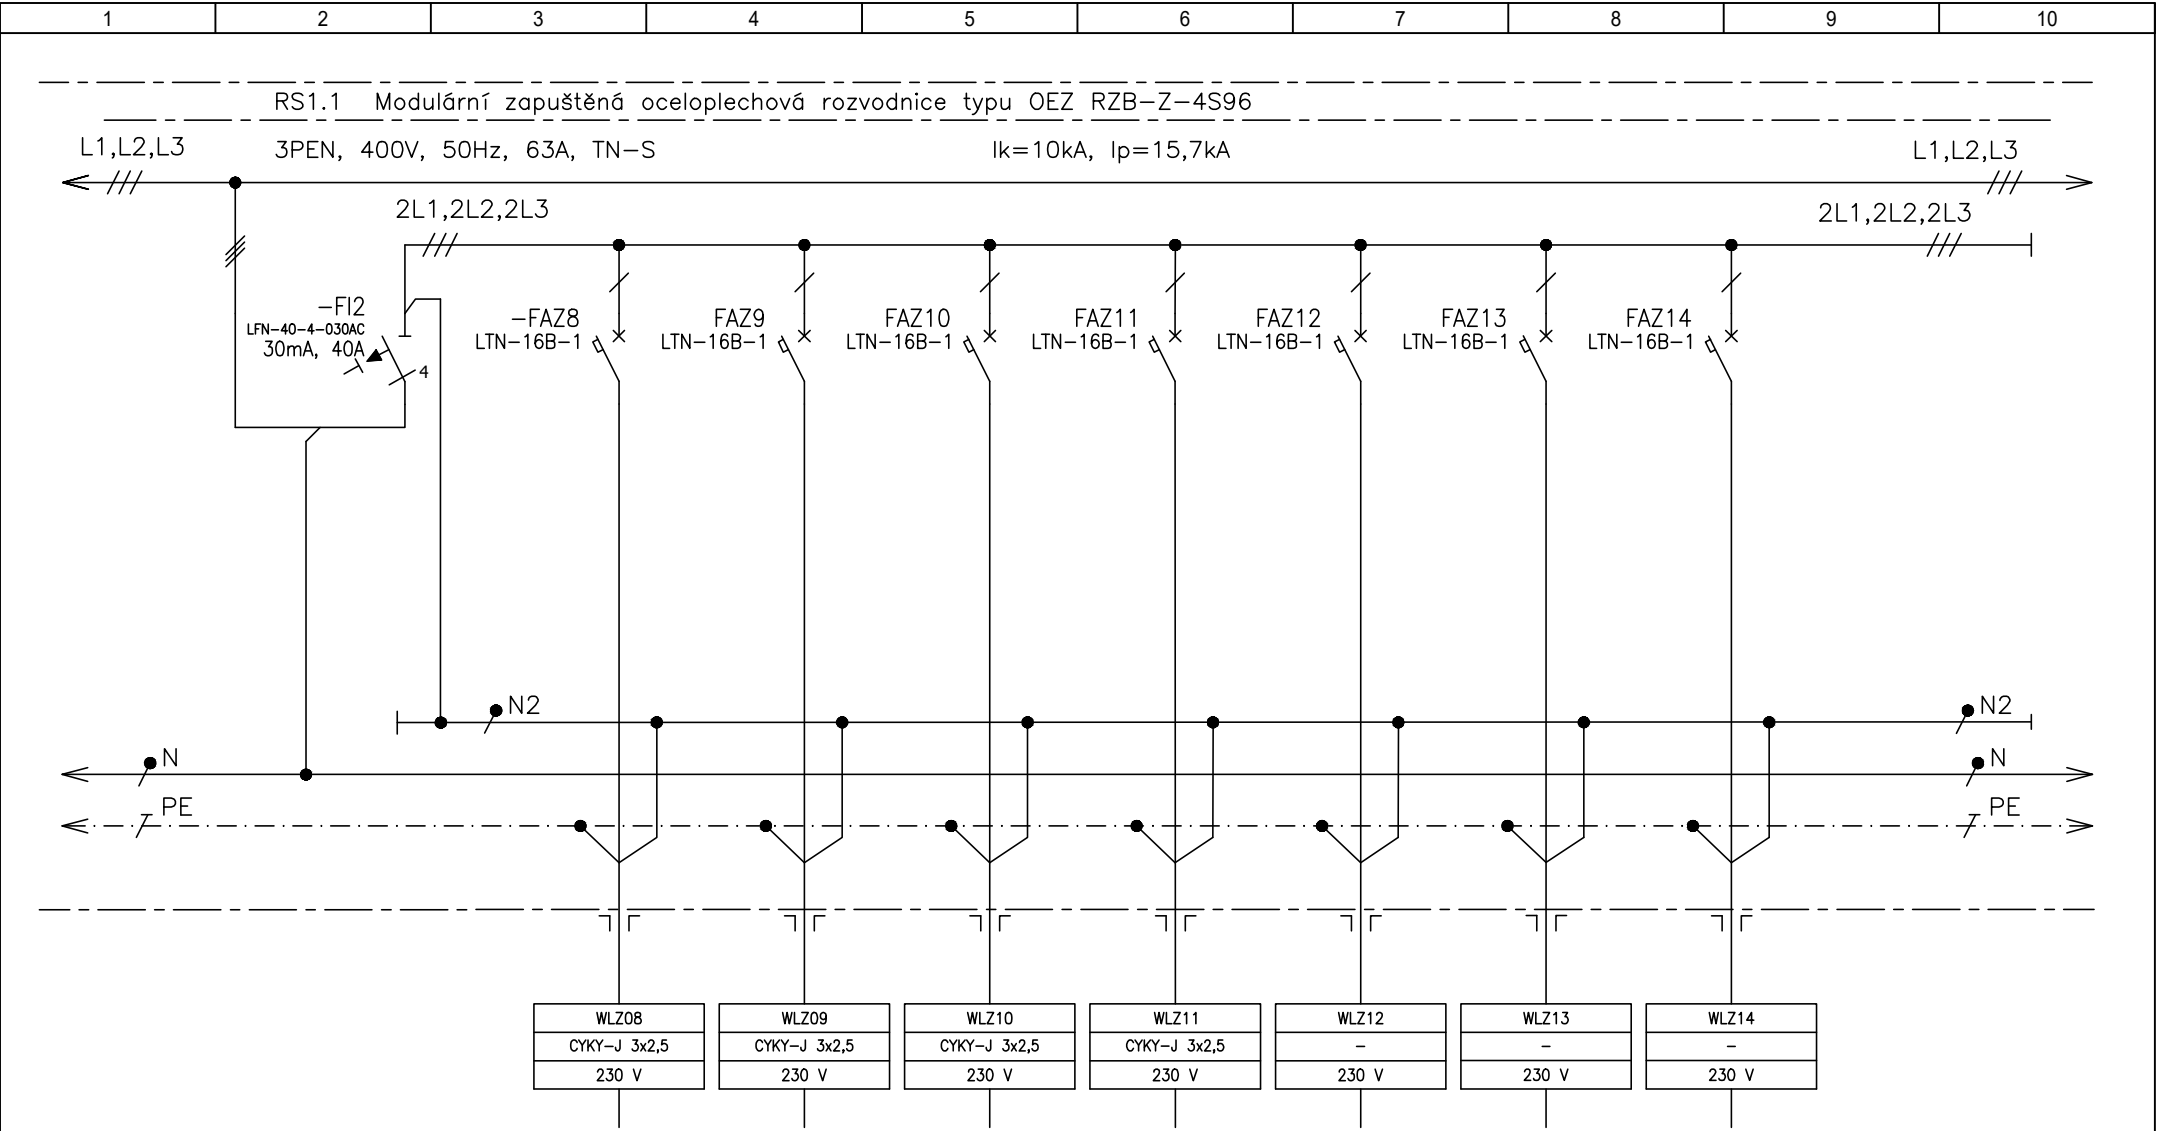 1 2 3 4 5 6 7 8 9 10
RS1.1 Modulární zapuštěná oceloplechová rozvodnice typu OEZ RZB-Z-4S96
L1,L2,L3 3PEN, 400V, 50Hz, 63A, TN-S Ik=10kA, Ip=15,7kA L1,L2,L3
2L1,2L2,2L3 2L1,2L2,2L3
-FI2
LFN-40-4-030AC
30mA, 40A
4
-FAZ8 FAZ9 FAZ10 FAZ11 FAZ12 FAZ13 FAZ14
LTN-16B-1 LTN-16B-1 LTN-16B-1 LTN-16B-1 LTN-16B-1 LTN-16B-1 LTN-16B-1
N2 N2
N N
PE PE
WLZ08 WLZ09 WLZ10 WLZ11 WLZ12 WLZ13 WLZ14
CYKY-J 3x2,5 CYKY-J 3x2,5 CYKY-J 3x2,5 CYKY-J 3x2,5 - - -
230 V 230 V 230 V 230 V 230 V 230 V 230 V